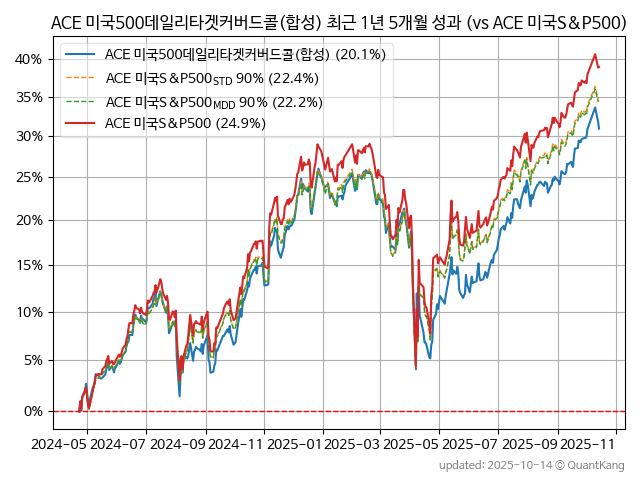 ACE 미국500데일리타겟커버드콜(합성) 최근 1년 5개월 성과 (vs ACE 미국S&P500)
ACE 미국500데일리타겟커버드콜(합성) (20.1%)
ACE 미국S&P500STD 90% (22.4%)
ACE 미국S&P500MDD 90% (22.2%)
ACE 미국S&P500 (24.9%)
40%
35%
30%
25%
20%
15%
10%
5%
0%
2024-05 2024-07 2024-09 2024-11 2025-01 2025-03 2025-05 2025-07 2025-09 2025-11
updated: 2025-10-14 © QuantKang